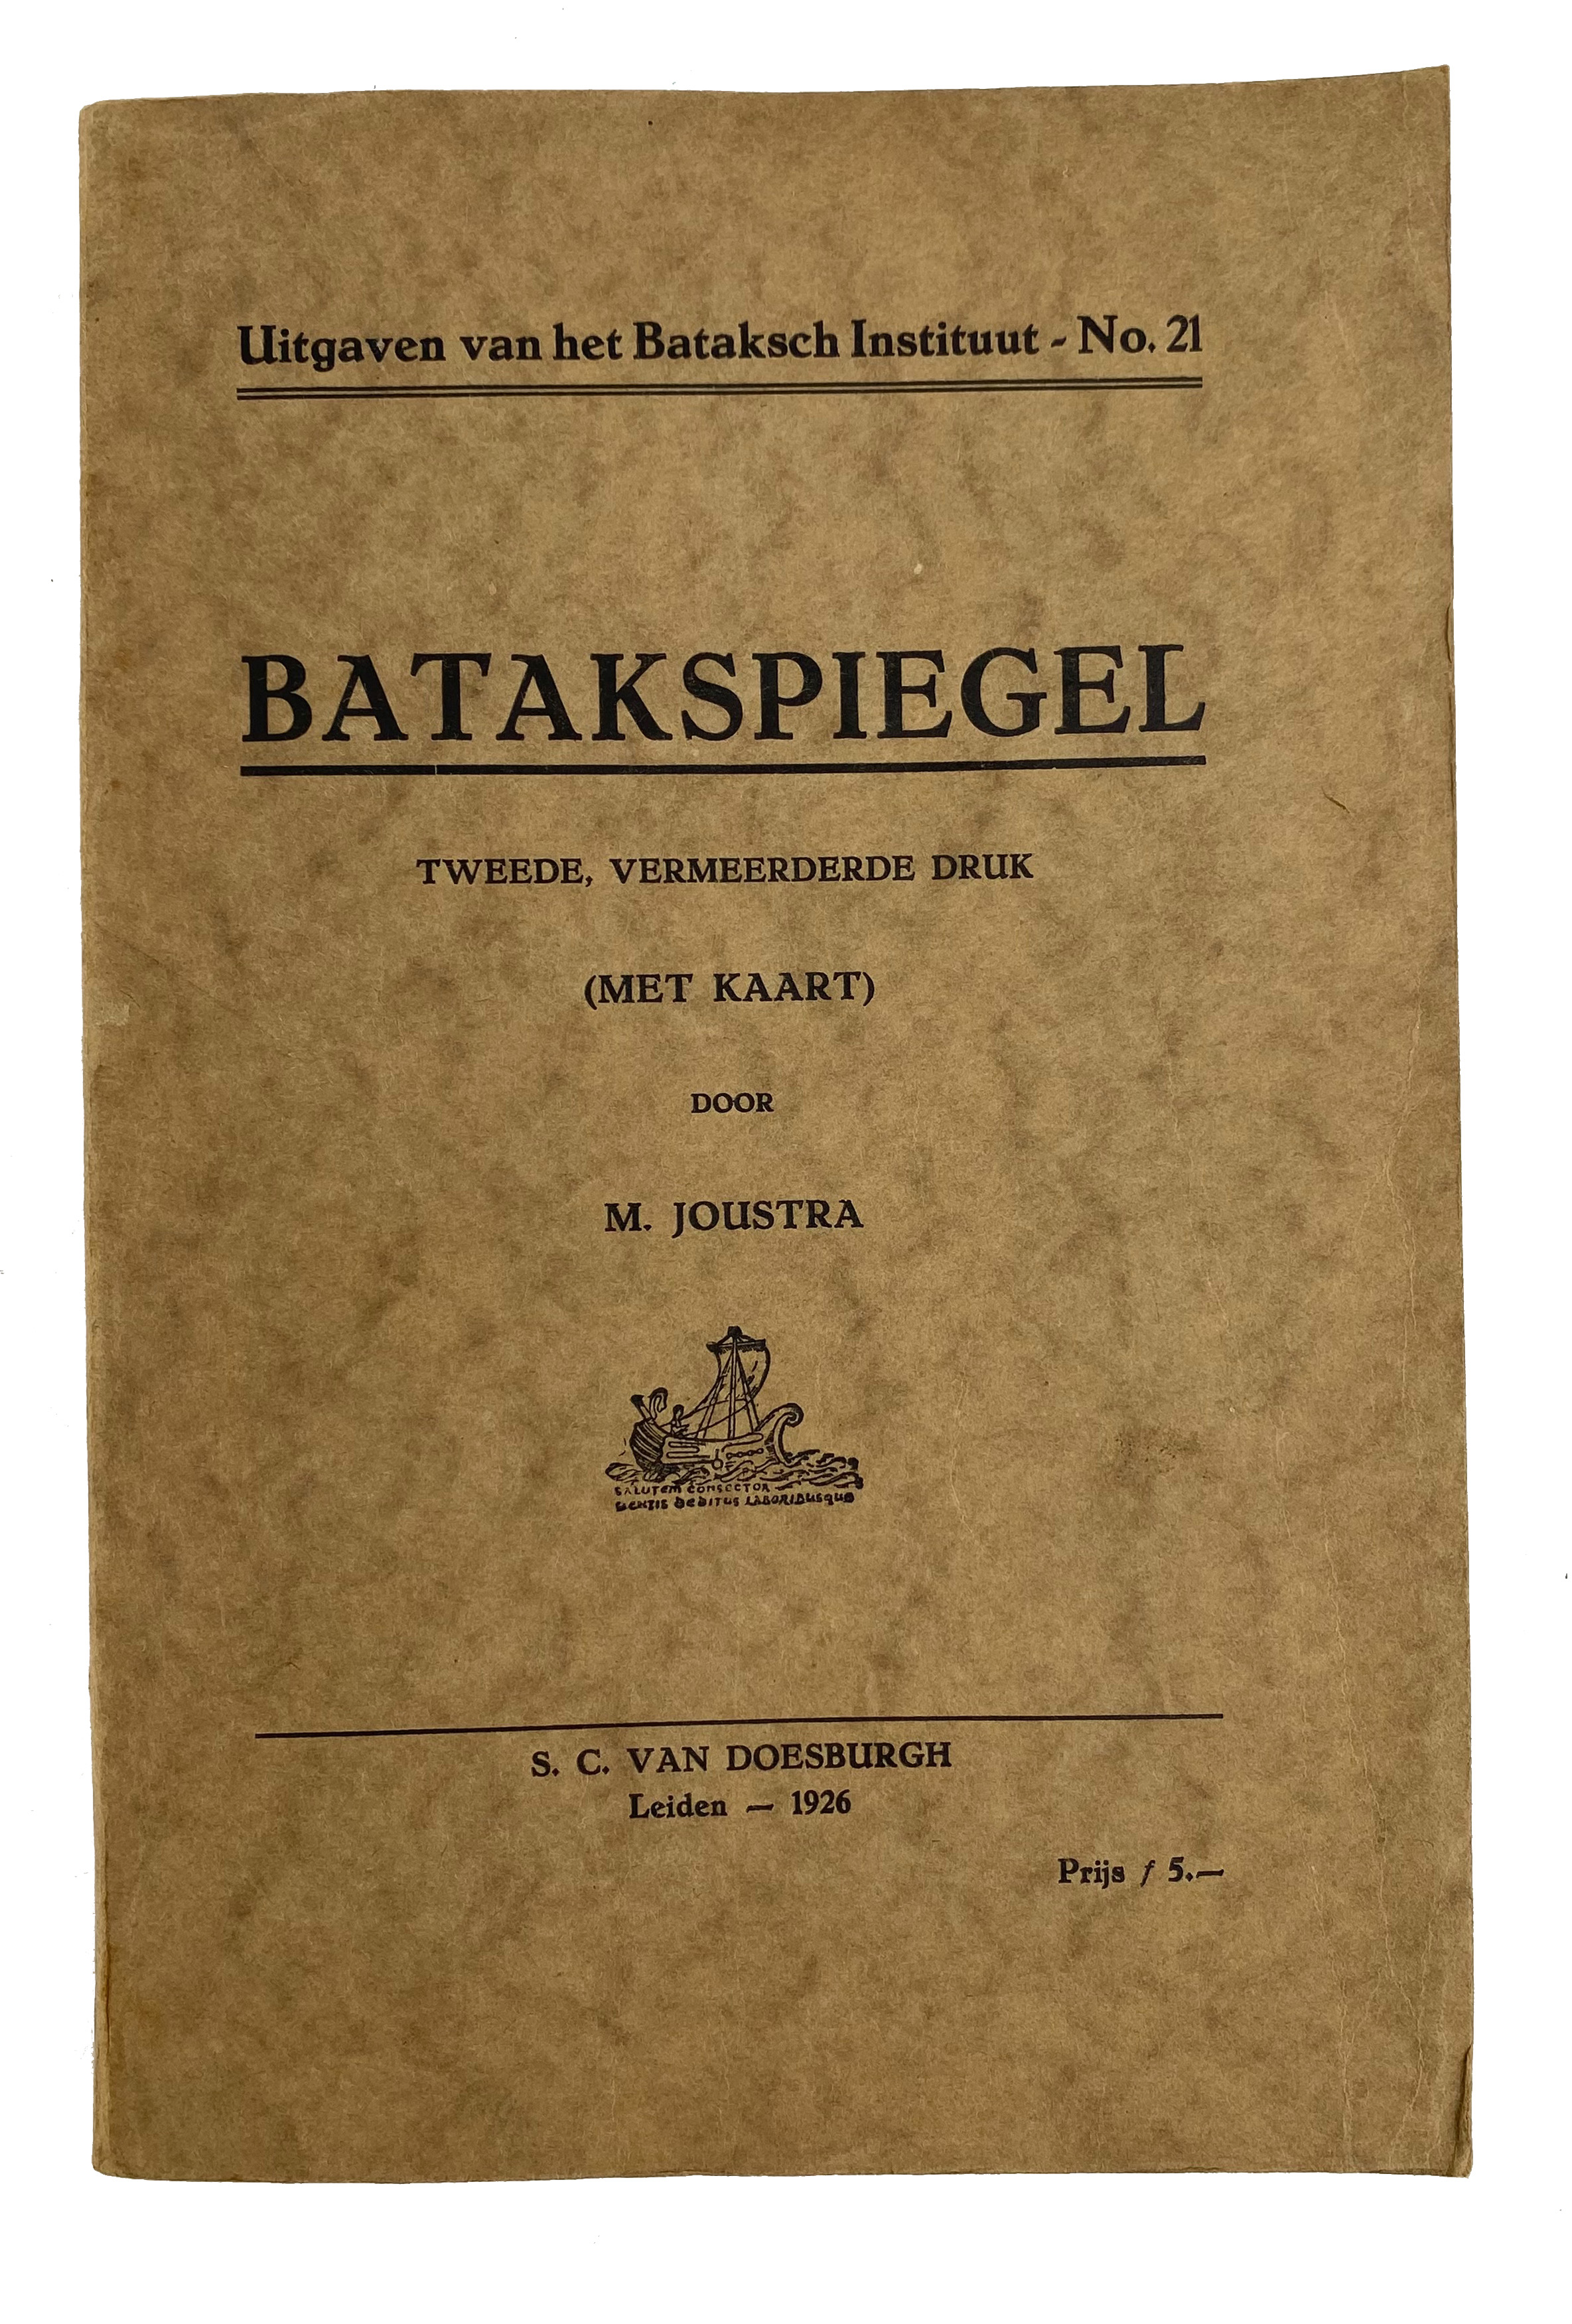 Uitgaven van het Bataksch Instituut - No. 21
BATAKSPIEGEL
TWEEDE, VERMEERDERDE DRUK
(MET KAART)
DOOR
M. JOUSTRA
SALUTEM CONSECTOR
GENTIS DEDITUS LABORIBUSQUE
S. C. VAN DOESBURGH
Leiden — 1926
Prijs f 5.—